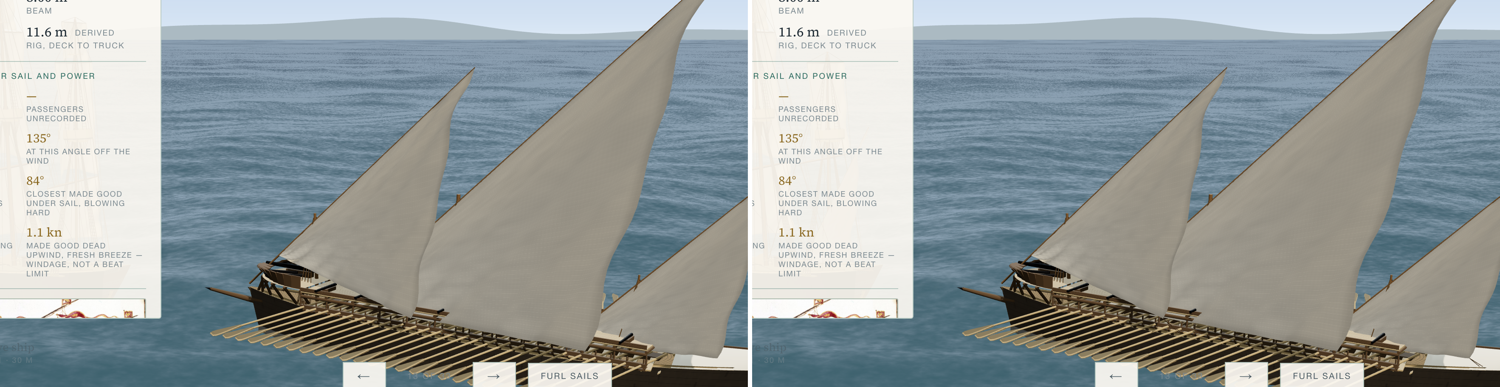 BEAM
11.6 m DERIVED
RIG, DECK TO TRUCK
R SAIL AND POWER
—
PASSENGERS
UNRECORDED
135°
AT THIS ANGLE OFF THE
WIND
84°
CLOSEST MADE GOOD
UNDER SAIL, BLOWING
HARD
1.1 kn
NG MADE GOOD DEAD
UPWIND, FRESH BREEZE —
WINDAGE, NOT A BEAT
LIMIT
← → FURL SAILS
BEAM
11.6 m DERIVED
RIG, DECK TO TRUCK
R SAIL AND POWER
—
PASSENGERS
UNRECORDED
135°
AT THIS ANGLE OFF THE
WIND
84°
CLOSEST MADE GOOD
UNDER SAIL, BLOWING
HARD
1.1 kn
NG MADE GOOD DEAD
UPWIND, FRESH BREEZE —
WINDAGE, NOT A BEAT
LIMIT
← → FURL SAILS